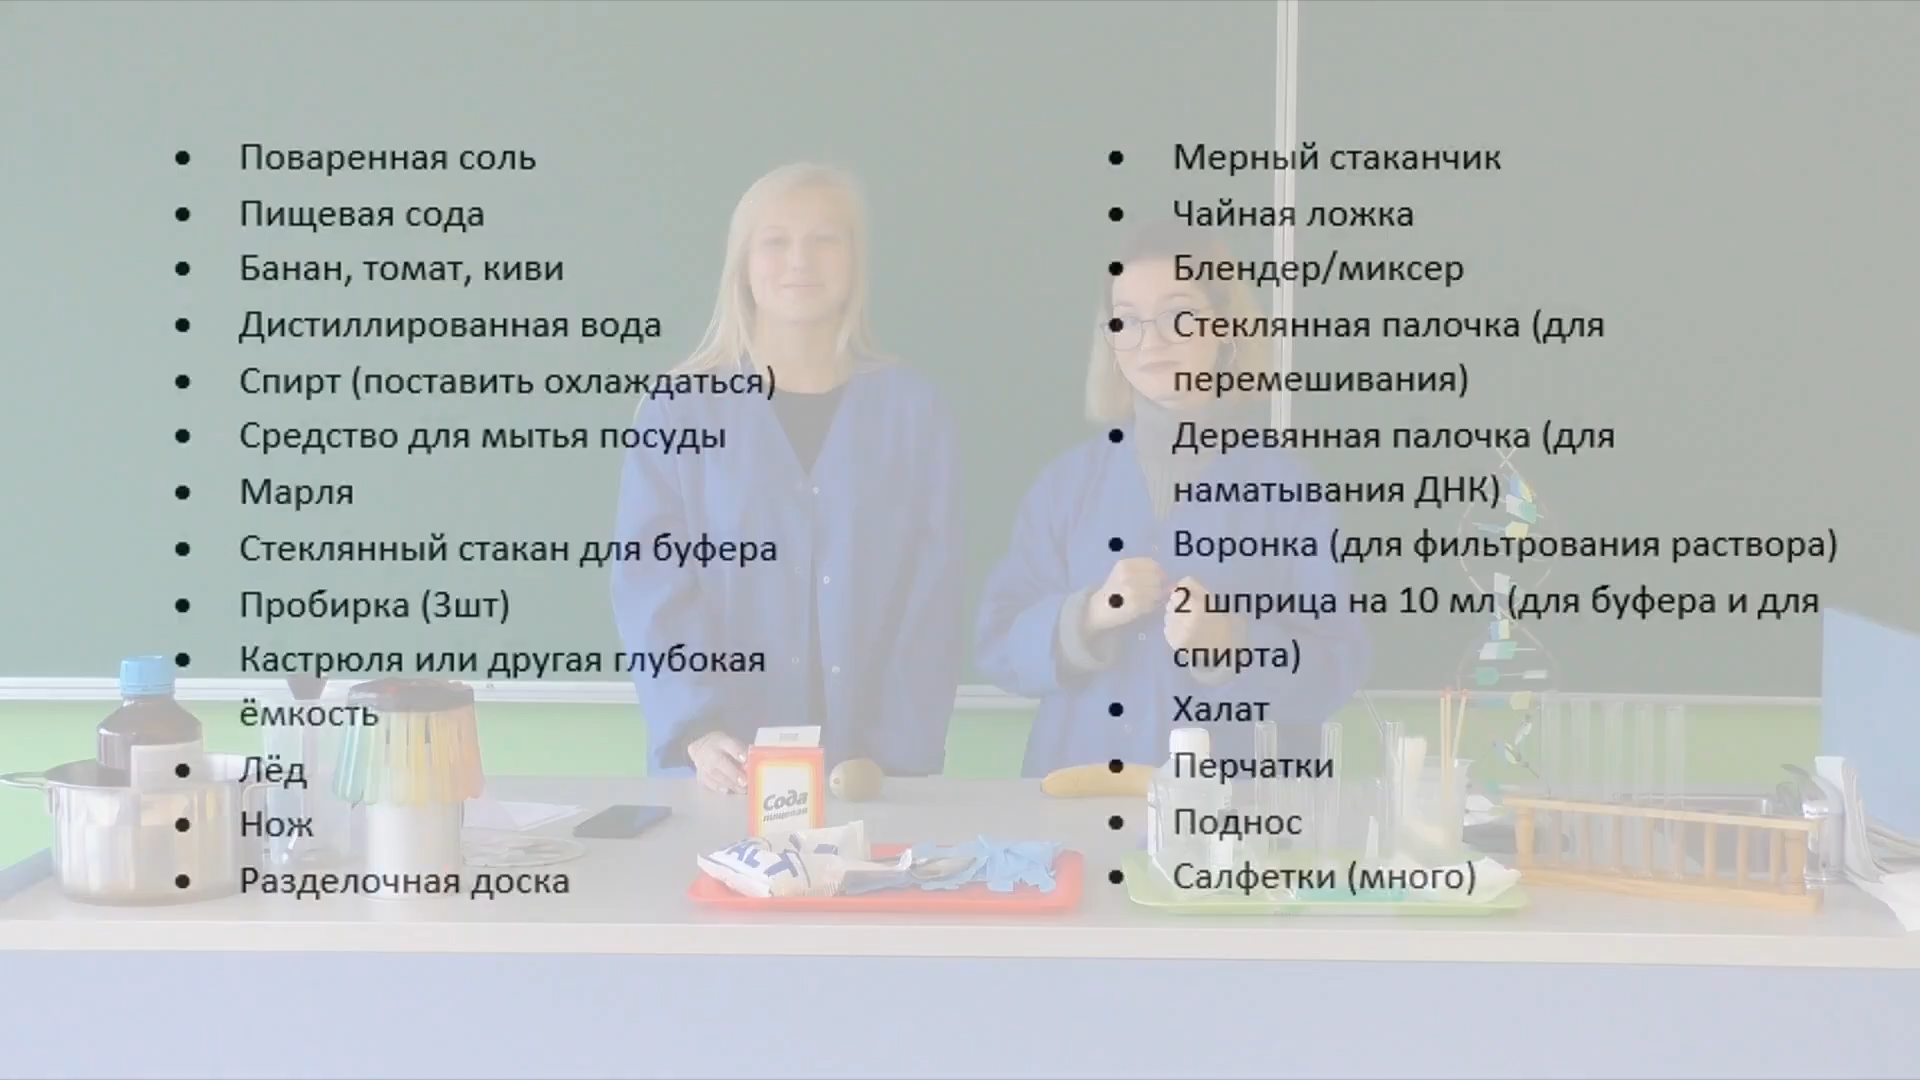 Поваренная соль
Пищевая сода
Банан, томат, киви
Дистиллированная вода
Спирт (поставить охлаждаться)
Средство для мытья посуды
Марля
Стеклянный стакан для буфера
Пробирка (3шт)
Кастрюля или другая глубокая
ёмкость
Лёд
Нож
Разделочная доска
Мерный стаканчик
Чайная ложка
Блендер/миксер
Стеклянная палочка (для
перемешивания)
Деревянная палочка (для
наматывания ДНК)
Воронка (для фильтрования раствора)
2 шприца на 10 мл (для буфера и для
спирта)
Халат
Перчатки
Поднос
Салфетки (много)
Сода
пищевая